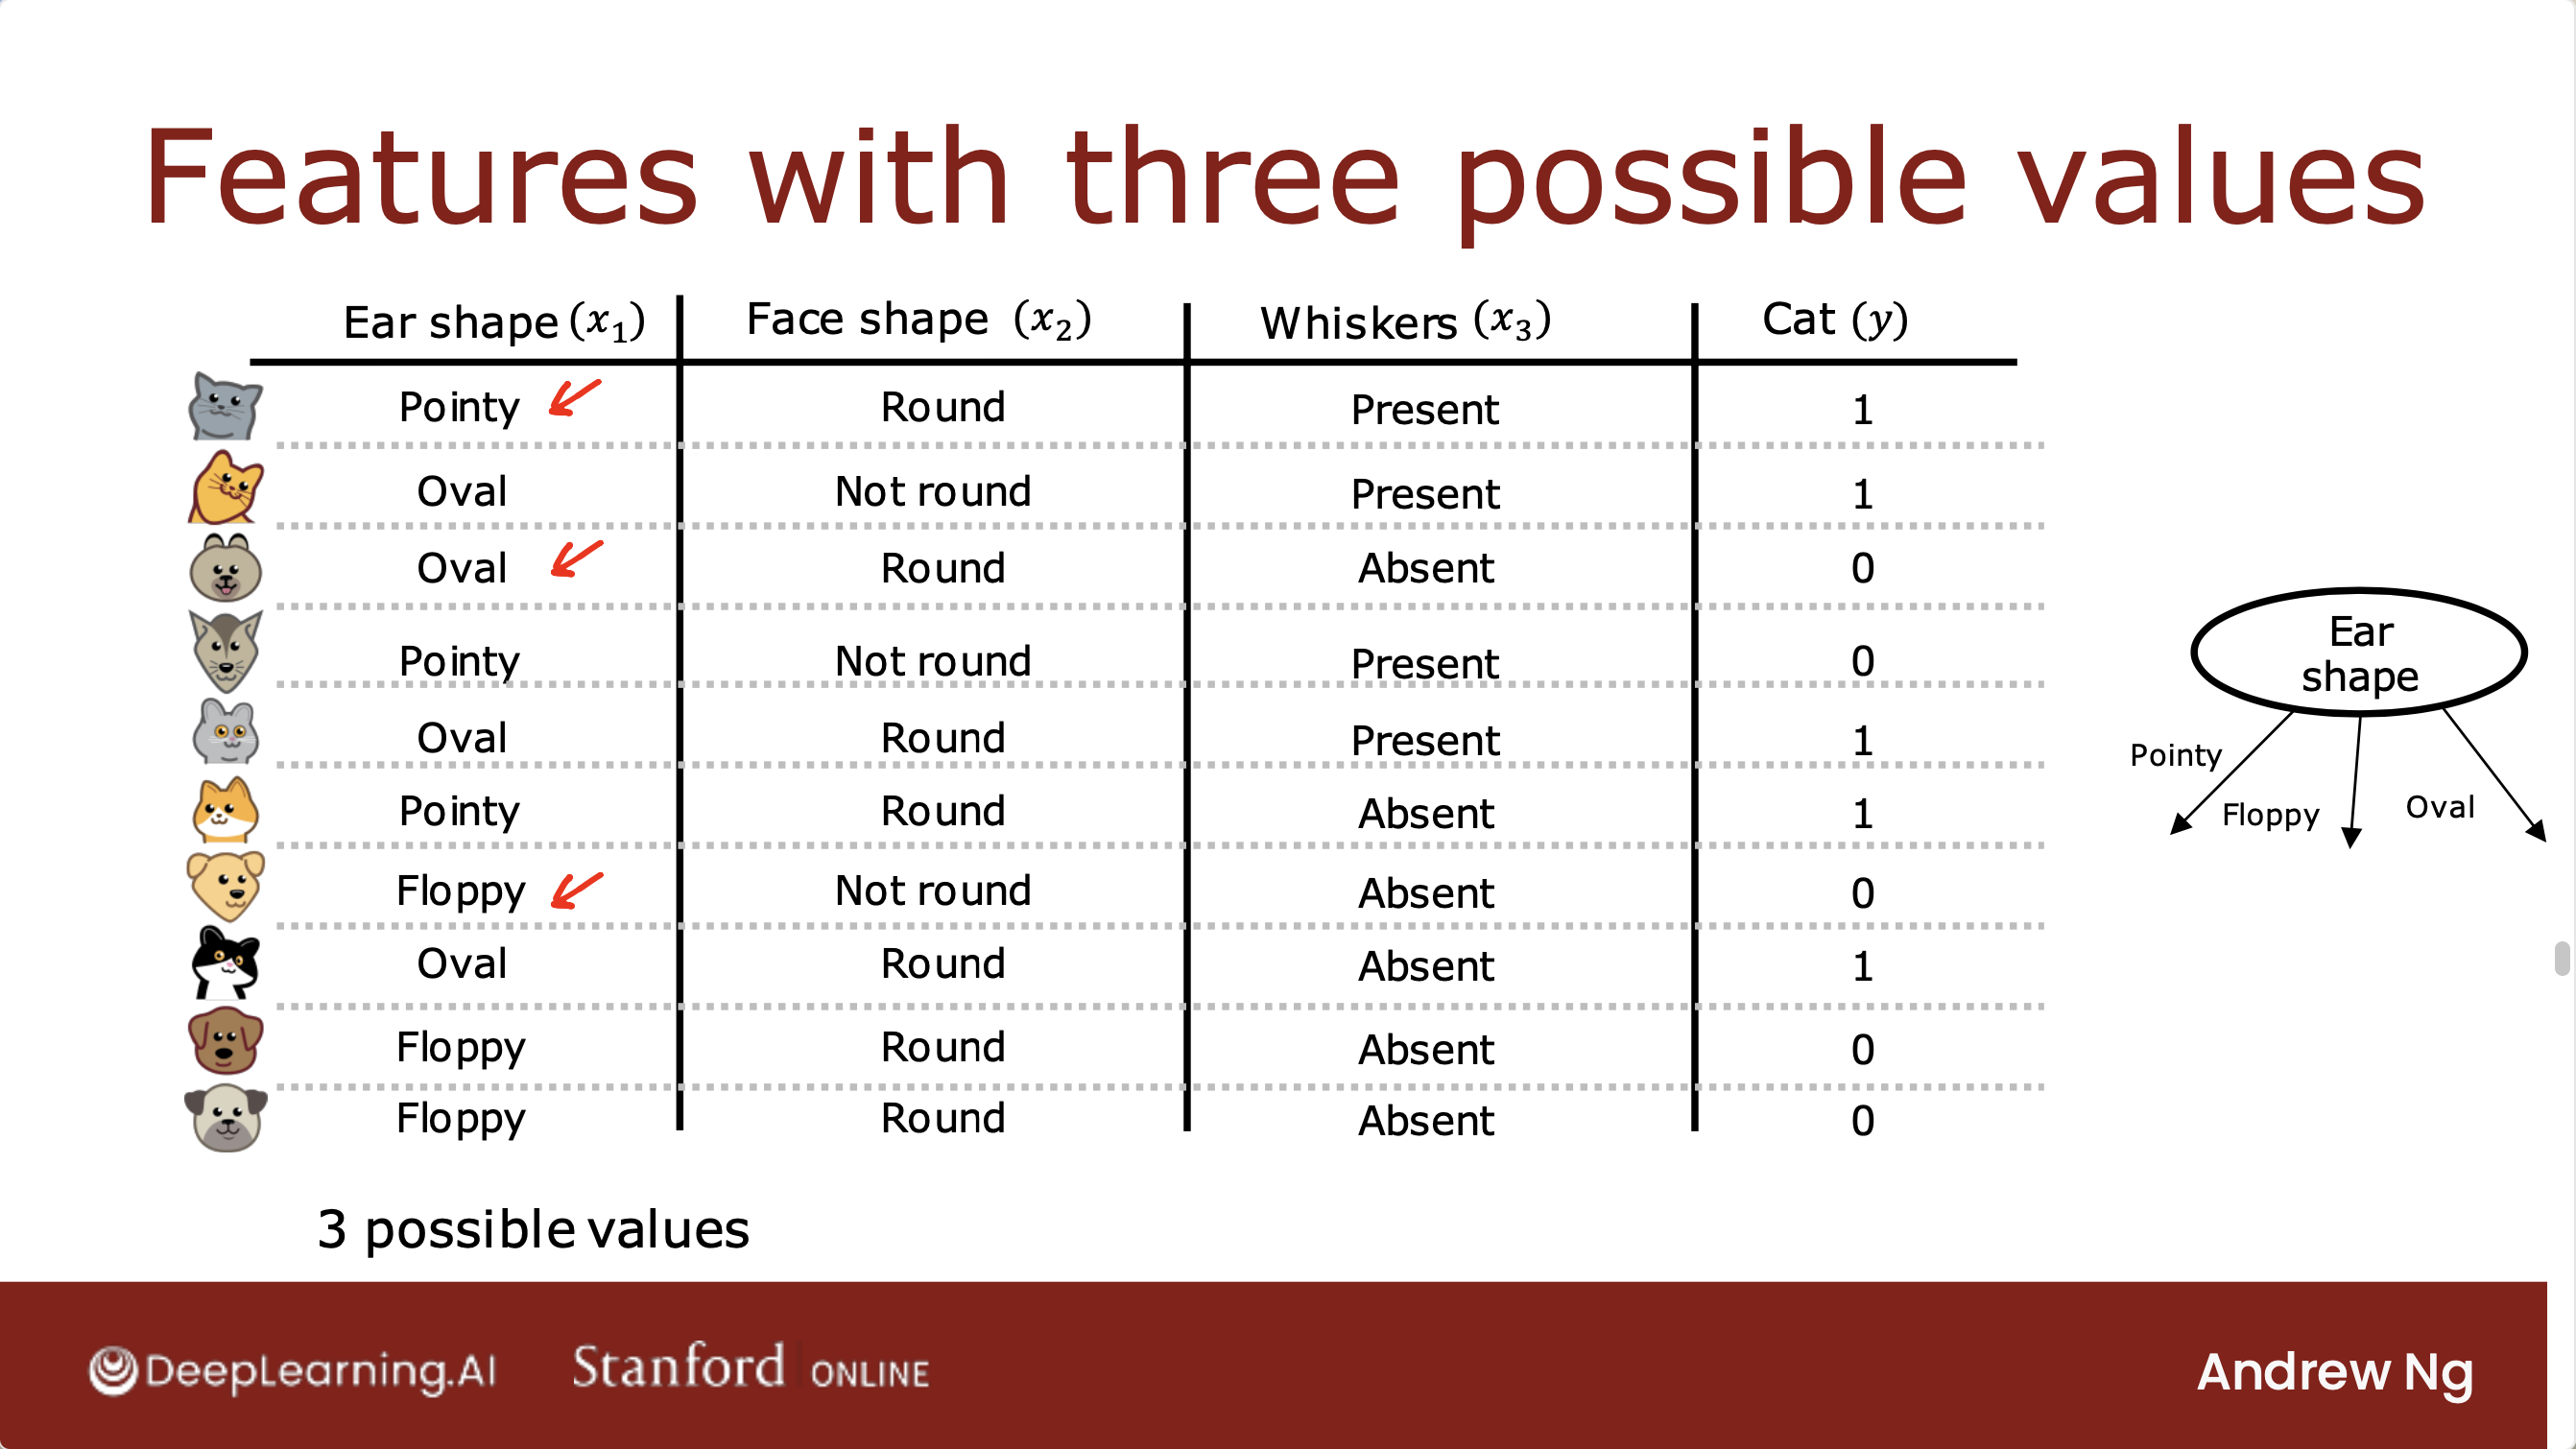 Features with three possible values
Ear shape (x₁) Face shape (x₂) Whiskers (x₃) Cat (y)
Pointy Round Present 1
Oval Not round Present 1
Oval Round Absent 0
Pointy Not round Present 0
Oval Round Present 1
Pointy Round Absent 1
Floppy Not round Absent 0
Oval Round Absent 1
Floppy Round Absent 0
Floppy Round Absent 0
3 possible values
Ear
shape
Pointy
Floppy
Oval
DeepLearning.AI
Stanford ONLINE
Andrew Ng